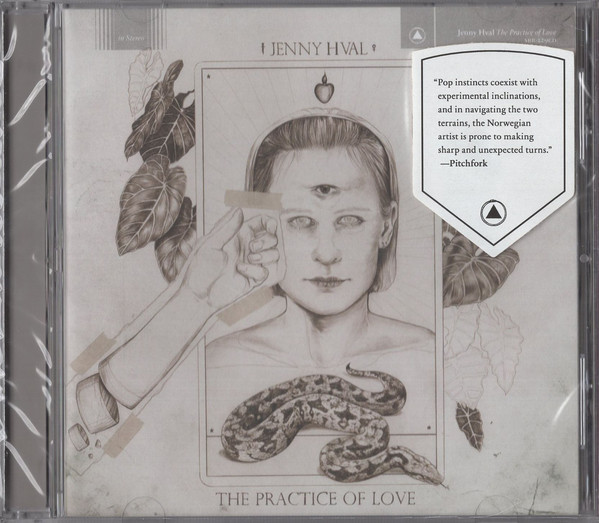 Jenny Hval The Practice of Love
JENNY HVAL
“Pop instincts coexist with
experimental inclinations,
and in navigating the two
terrains, the Norwegian
artist is prone to making
sharp and unexpected turns.”
—Pitchfork
THE PRACTICE OF LOVE